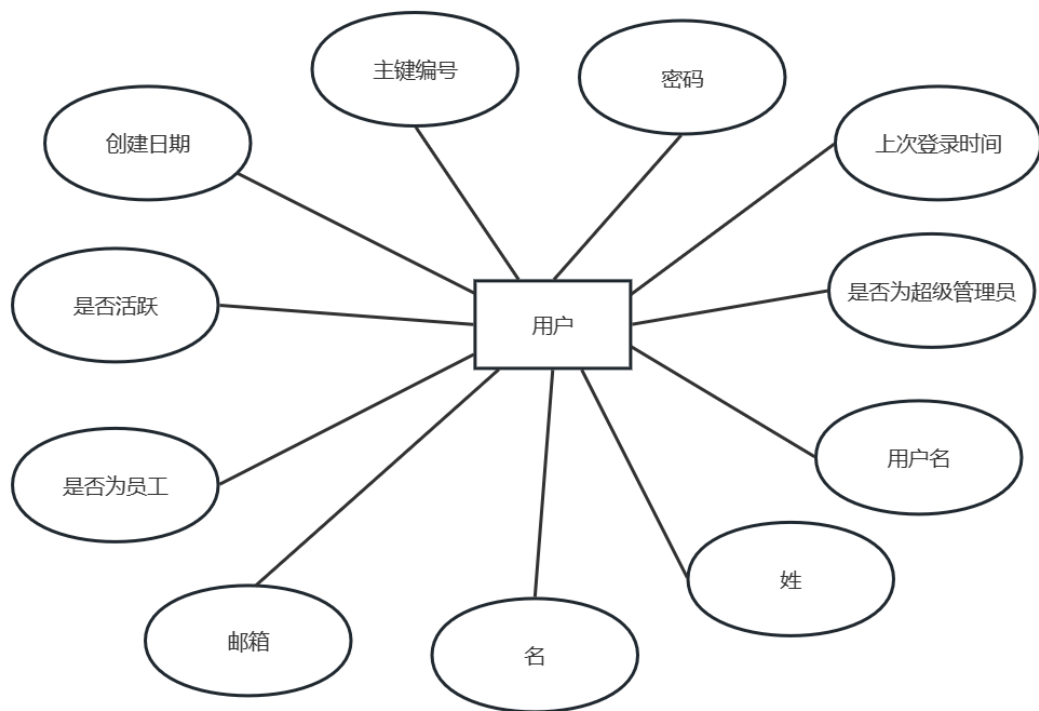 主键编号
密码
创建日期
上次登录时间
是否活跃
是否为超级管理员
用户
用户名
是否为员工
姓
邮箱
名